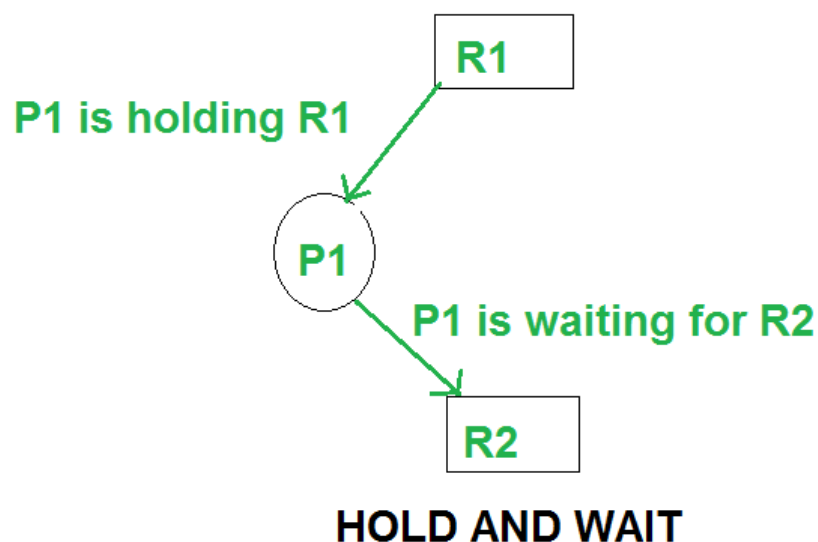 R1
P1 is holding R1
P1
P1 is waiting for R2
R2
HOLD AND WAIT